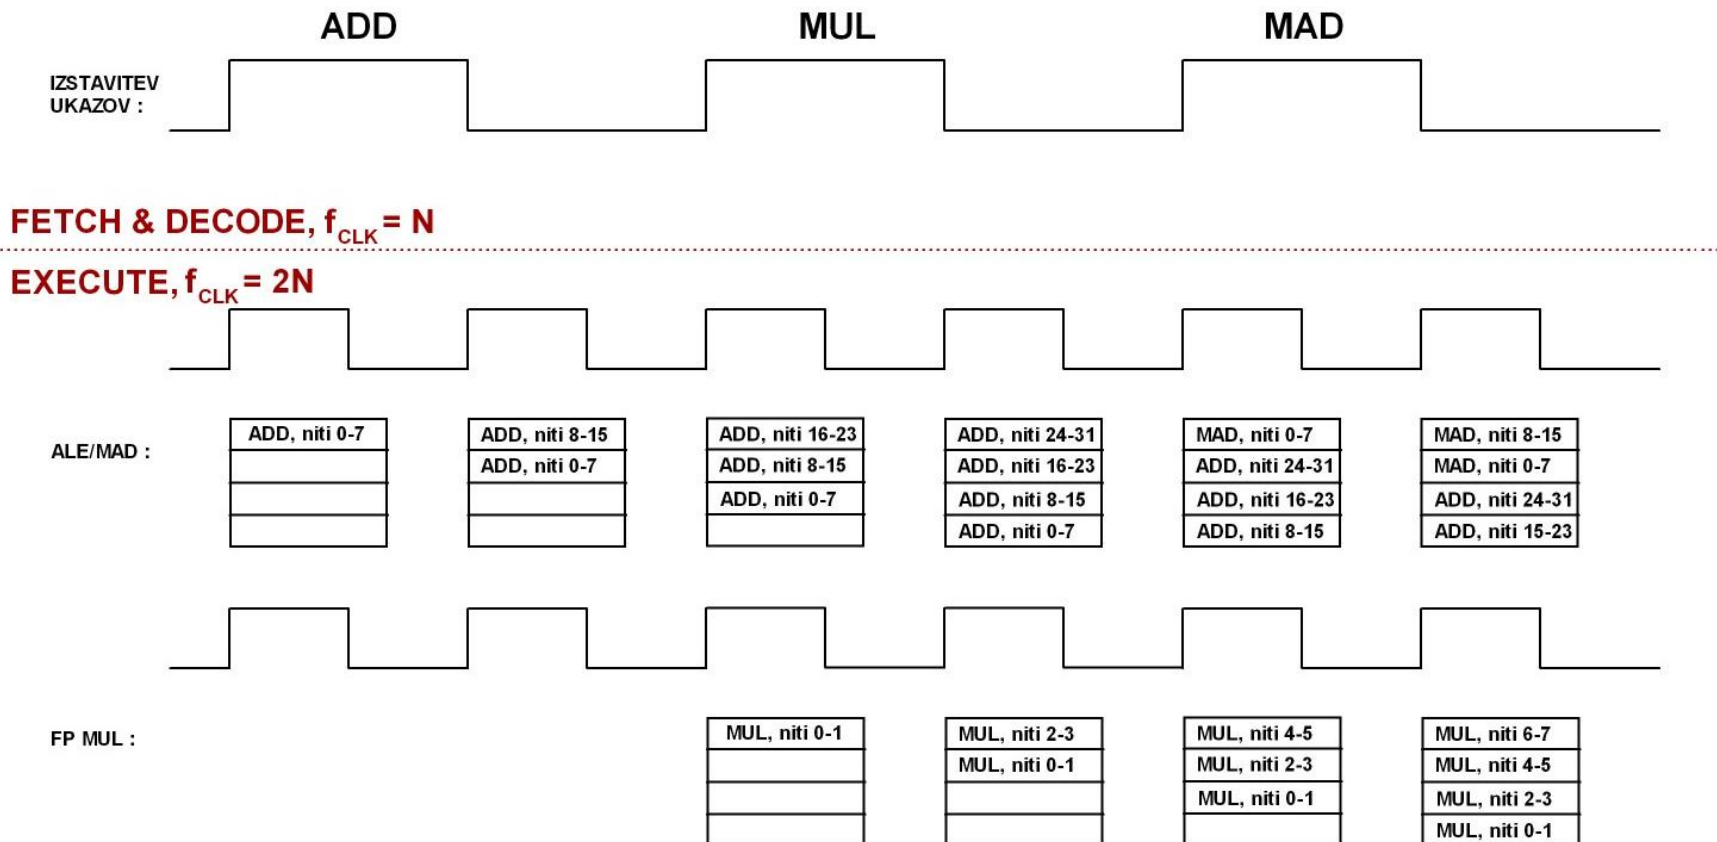 ADD MUL MAD
IZSTAVITEV
UKAZOV :
FETCH & DECODE, fCLK = N
EXECUTE, fCLK = 2N
ALE/MAD :
ADD, niti 0-7
ADD, niti 8-15
ADD, niti 0-7
ADD, niti 16-23
ADD, niti 8-15
ADD, niti 0-7
ADD, niti 24-31
ADD, niti 16-23
ADD, niti 8-15
ADD, niti 0-7
MAD, niti 0-7
ADD, niti 24-31
ADD, niti 16-23
ADD, niti 8-15
MAD, niti 8-15
MAD, niti 0-7
ADD, niti 24-31
ADD, niti 15-23
FP MUL :
MUL, niti 0-1
MUL, niti 2-3
MUL, niti 0-1
MUL, niti 4-5
MUL, niti 2-3
MUL, niti 0-1
MUL, niti 6-7
MUL, niti 4-5
MUL, niti 2-3
MUL, niti 0-1